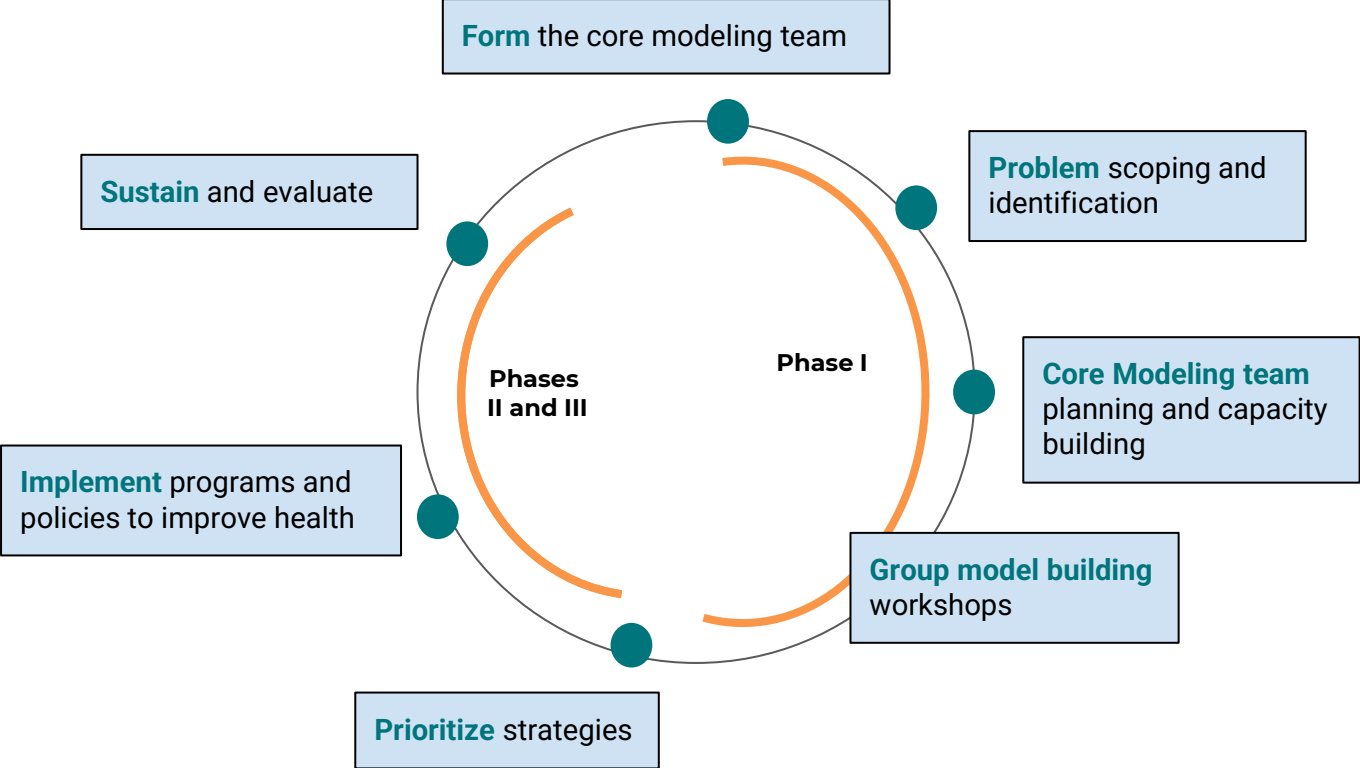 Form the core modeling team
Problem scoping and
identification
Core Modeling team
planning and capacity
building
Group model building
workshops
Prioritize strategies
Implement programs and
policies to improve health
Sustain and evaluate
Phase I
Phases
II and III